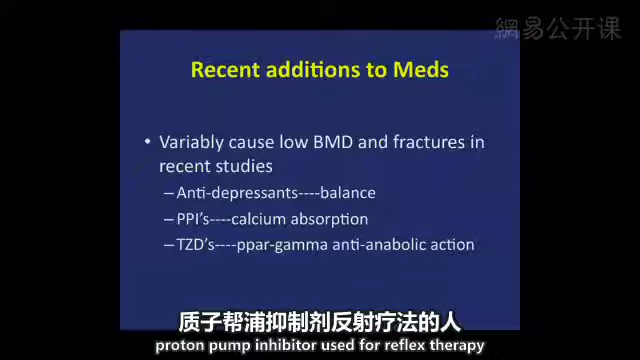 網易公开课
Recent additions to Meds
• Variably cause low BMD and fractures in
recent studies
–Anti-depressants----balance
–PPI's----calcium absorption
–TZD's----ppar-gamma anti-anabolic action
质子帮浦抑制剂反射疗法的人
proton pump inhibitor used for reflex therapy